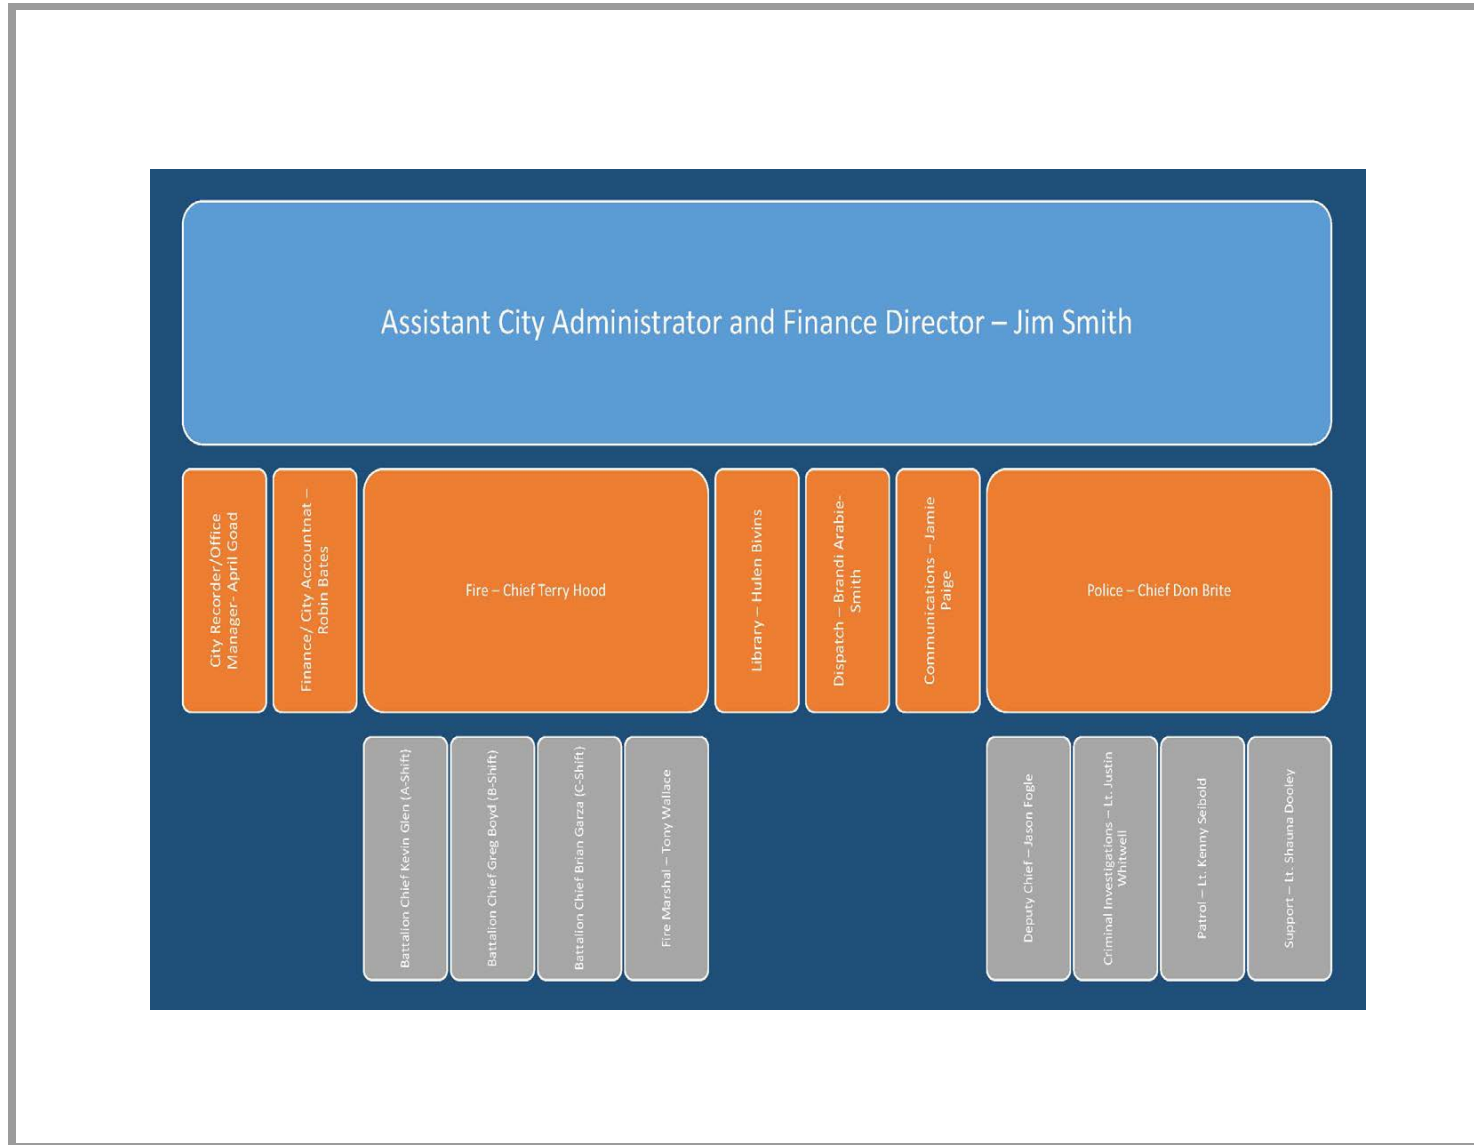 Assistant City Administrator and Finance Director – Jim Smith
City Recorder/Office
Manager- April Goad
Finance/ City Accountnat –
Robin Bates
Fire – Chief Terry Hood
Library – Hulen Bivins
Dispatch – Brandi Arabie-
Smith
Communications – Jamie
Paige
Police – Chief Don Brite
Battalion Chief Kevin Glen (A-Shift)
Battalion Chief Greg Boyd (B-Shift)
Battalion Chief Brian Garza (C-Shift)
Fire Marshal – Tony Wallace
Deputy Chief – Jason Fogle
Criminal Investigations – Lt. Justin
Whitwell
Patrol – Lt. Kenny Seibold
Support – Lt. Shauna Dooley